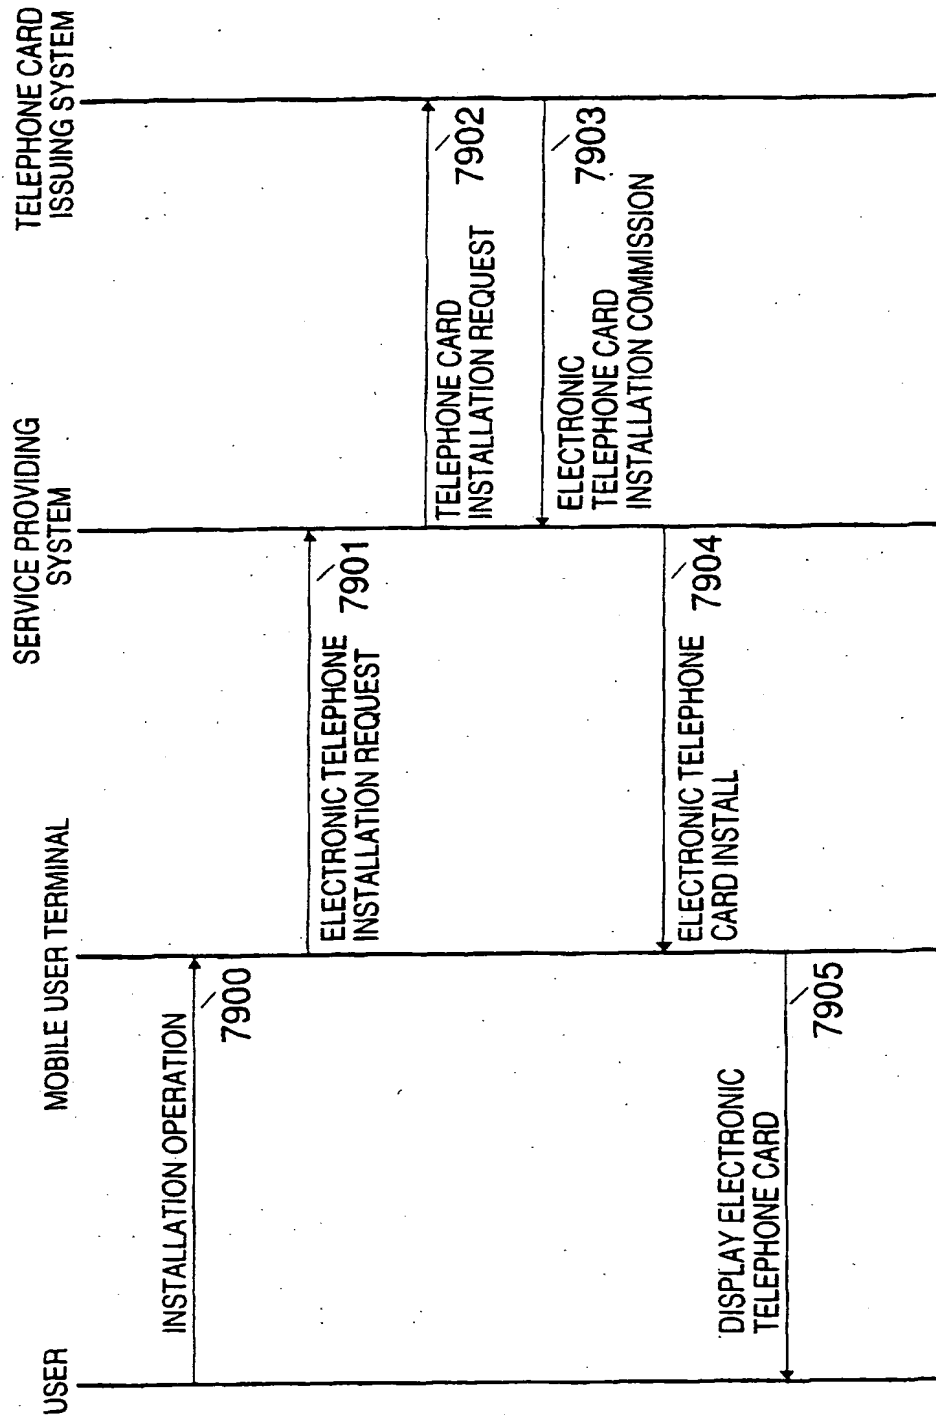 USER
MOBILE USER TERMINAL
SERVICE PROVIDING
SYSTEM
TELEPHONE CARD
ISSUING SYSTEM
INSTALLATION OPERATION
7900
ELECTRONIC TELEPHONE
INSTALLATION REQUEST
7901
TELEPHONE CARD
INSTALLATION REQUEST
7902
ELECTRONIC
TELEPHONE CARD
INSTALLATION COMMISSION
7903
ELECTRONIC TELEPHONE
CARD INSTALL
7904
DISPLAY ELECTRONIC
TELEPHONE CARD
7905